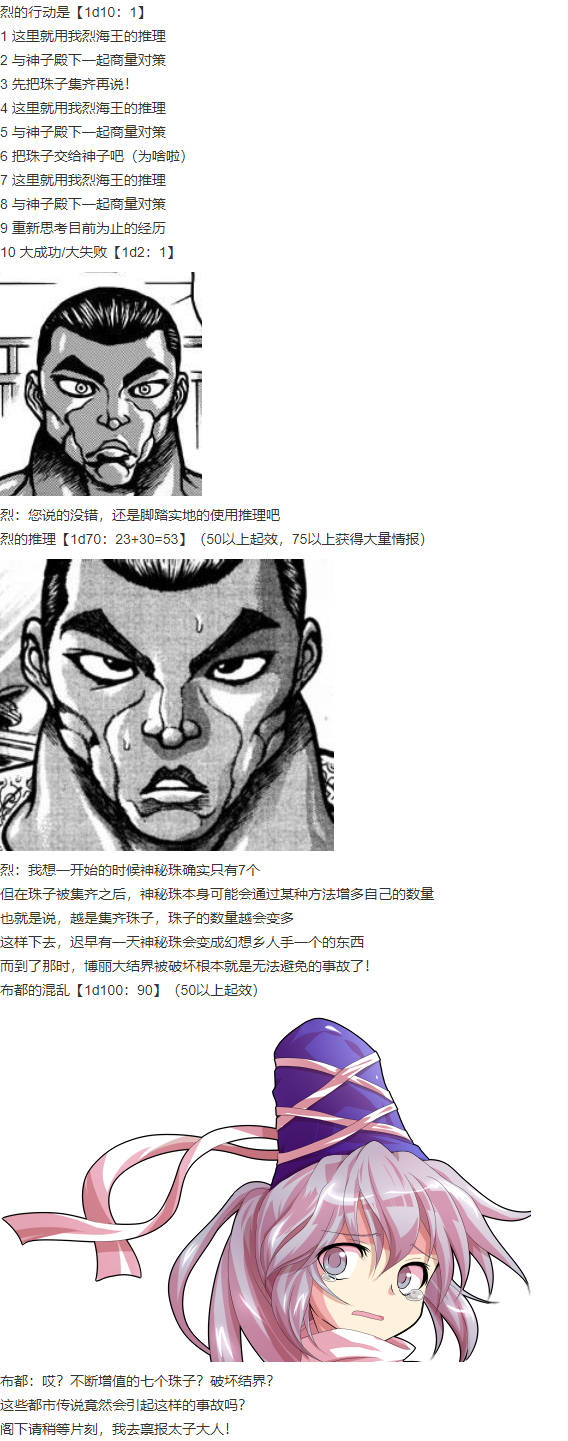 烈的行动是【1d10：1】
1 这里就用我烈海王的推理
2 与神子殿下一起商量对策
3 先把珠子集齐再说！
4 这里就用我烈海王的推理
5 与神子殿下一起商量对策
6 把珠子交给神子吧（为啥啦）
7 这里就用我烈海王的推理
8 与神子殿下一起商量对策
9 重新思考目前为止的经历
10 大成功/大失败【1d2：1】
烈：您说的没错，还是脚踏实地的使用推理吧
烈的推理【1d70：23+30=53】（50以上起效，75以上获得大量情报）
烈：我想一开始的时候神秘珠确实只有7个
但在珠子被集齐之后，神秘珠本身可能会通过某种方法增多自己的数量
也就是说，越是集齐珠子，珠子的数量越会变多
这样下去，迟早有一天神秘珠会变成幻想乡人手一个的东西
而到了那时，博丽大结界被破坏根本就是无法避免的事故了！
布都的混乱【1d100：90】（50以上起效）
布都：哎？不断增值的七个珠子？破坏结界？
这些都市传说竟然会引起这样的事故吗？
阁下请稍等片刻，我去禀报太子大人！